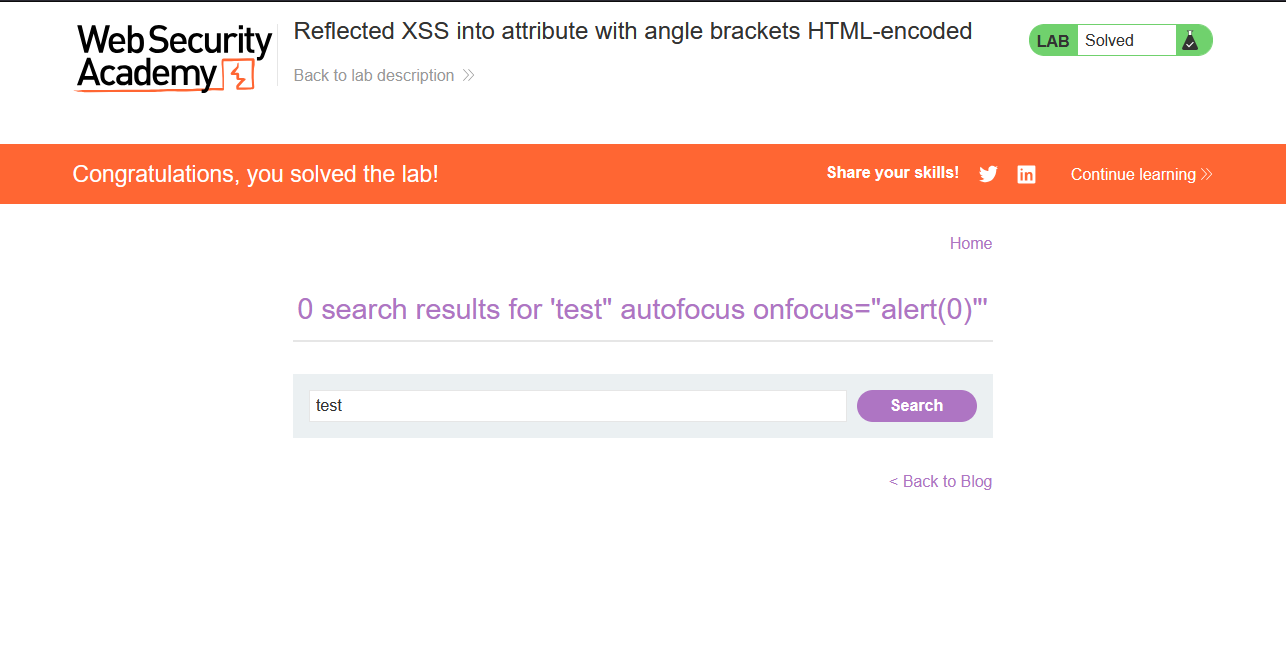 WebSecurity
Academy
Reflected XSS into attribute with angle brackets HTML-encoded
Back to lab description
LAB Solved
Congratulations, you solved the lab!
Share your skills!
Continue learning
Home
0 search results for 'test" autofocus onfocus="alert(0)"'
test
Search
< Back to Blog